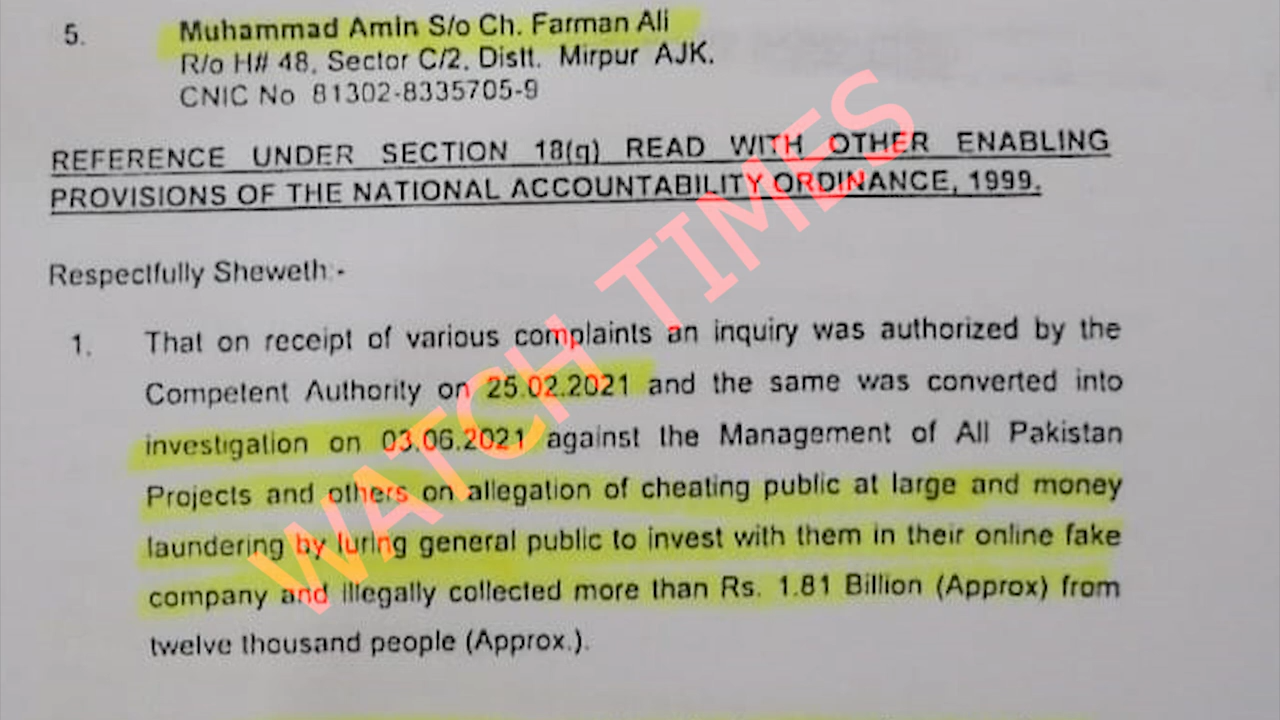 5. Muhammad Amin S/o Ch. Farman Ali
R/o H# 48, Sector C/2, Distt. Mirpur AJK.
CNIC No 81302-8335705-9
REFERENCE UNDER SECTION 18(g) READ WITH OTHER ENABLING
PROVISIONS OF THE NATIONAL ACCOUNTABILITY ORDINANCE, 1999.
Respectfully Sheweth:-
1. That on receipt of various complaints an inquiry was authorized by the
Competent Authority on 25.02.2021 and the same was converted into
investigation on 03.06.2021 against the Management of All Pakistan
Projects and others on allegation of cheating public at large and money
laundering by luring general public to invest with them in their online fake
company and illegally collected more than Rs. 1.81 Billion (Approx) from
twelve thousand people (Approx.).
WATCH TIMES